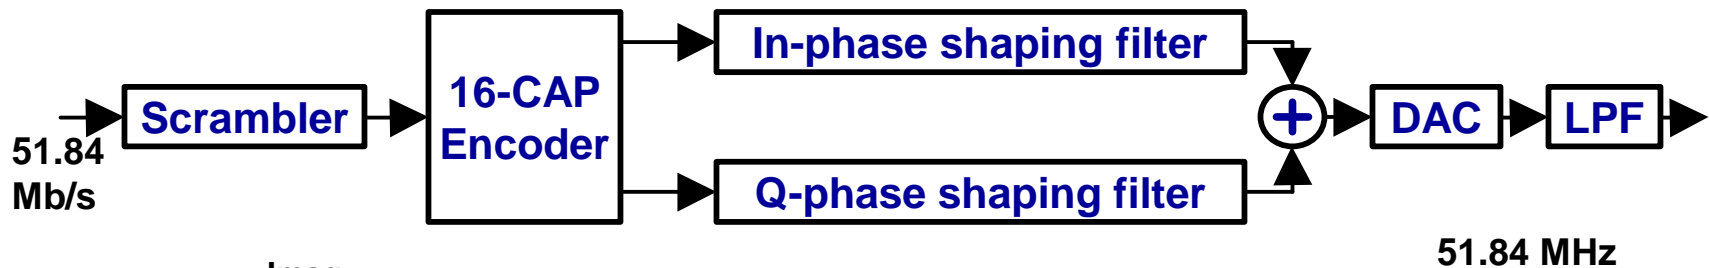 In-phase shaping filter
16-CAP
Encoder
Scrambler
+
DAC
LPF
51.84
Mb/s
Q-phase shaping filter
51.84 MHz